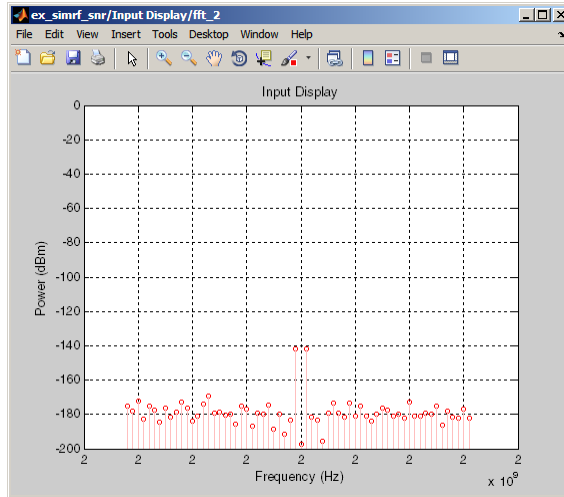 ex_simrf_snr/Input Display/fft_2
File Edit View Insert Tools Desktop Window Help
Input Display
0
-20
-40
-60
-80
-100
-120
-140
-160
-180
-200
Power (dBm)
2 2 2 2 2 2 2 2 2
Frequency (Hz)
x 10^9